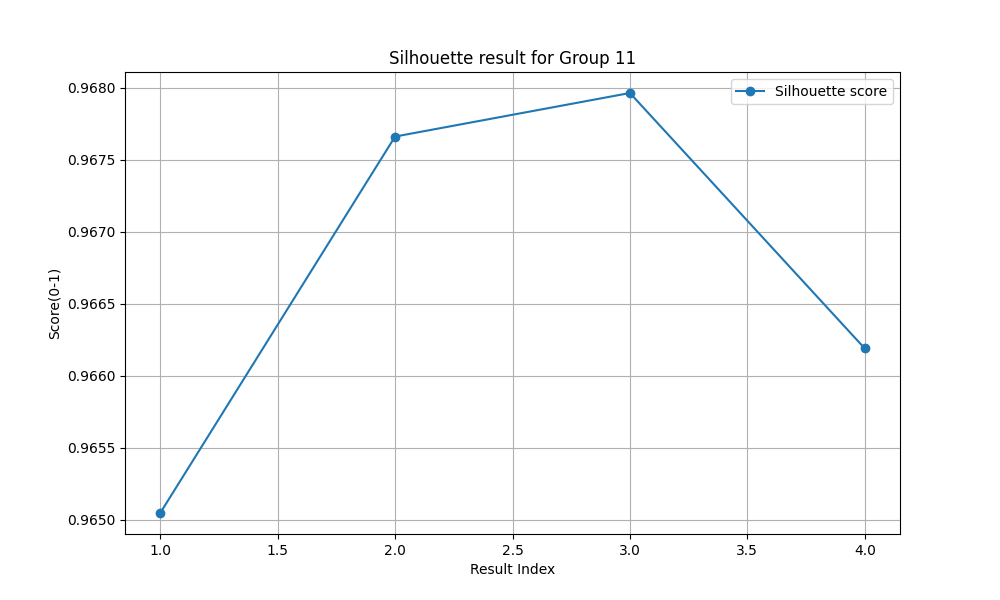 Silhouette result for Group 11
Silhouette score
0.9680
0.9675
0.9670
0.9665
0.9660
0.9655
0.9650
Score(0-1)
1.0 1.5 2.0 2.5 3.0 3.5 4.0
Result Index